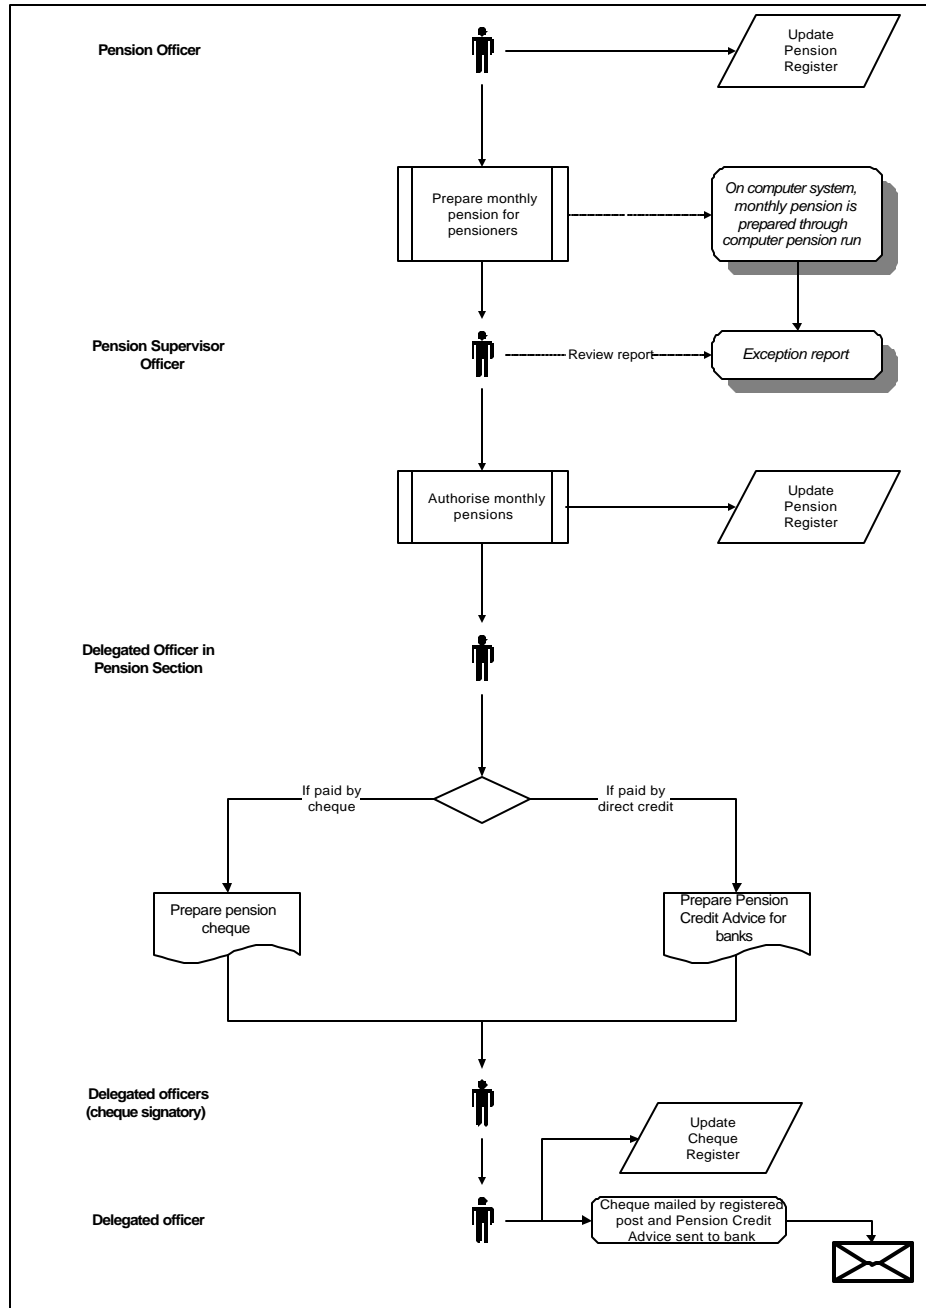 Pension Officer
Update
Pension
Register
Prepare monthly
pension for
pensioners
On computer system,
monthly pension is
prepared through
computer pension run
Pension Supervisor
Officer
Review report
Exception report
Authorise monthly
pensions
Update
Pension
Register
Delegated Officer in
Pension Section
If paid by
cheque
If paid by
direct credit
Prepare pension
cheque
Prepare Pension
Credit Advice for
banks
Delegated officers
(cheque signatory)
Update
Cheque
Register
Delegated officer
Cheque mailed by registered
post and Pension Credit
Advice sent to bank